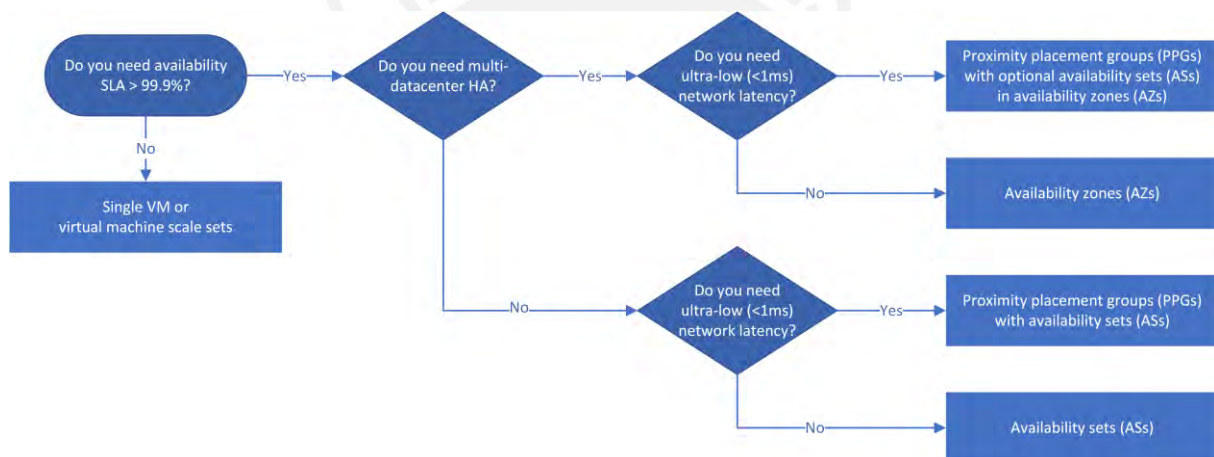 Do you need availability
SLA > 99.9%?
Yes
Do you need multi-
datacenter HA?
Yes
Do you need
ultra-low (<1ms)
network latency?
Yes
Proximity placement groups (PPGs)
with optional availability sets (ASs)
in availability zones (AZs)
No
Single VM or
virtual machine scale sets
No
Availability zones (AZs)
No
Do you need
ultra-low (<1ms)
network latency?
Yes
Proximity placement groups (PPGs)
with availability sets (ASs)
No
Availability sets (ASs)